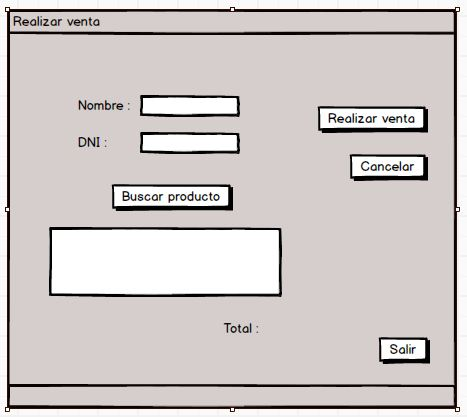 Realizar venta
Nombre :
Realizar venta
DNI :
Cancelar
Buscar producto
Total :
Salir